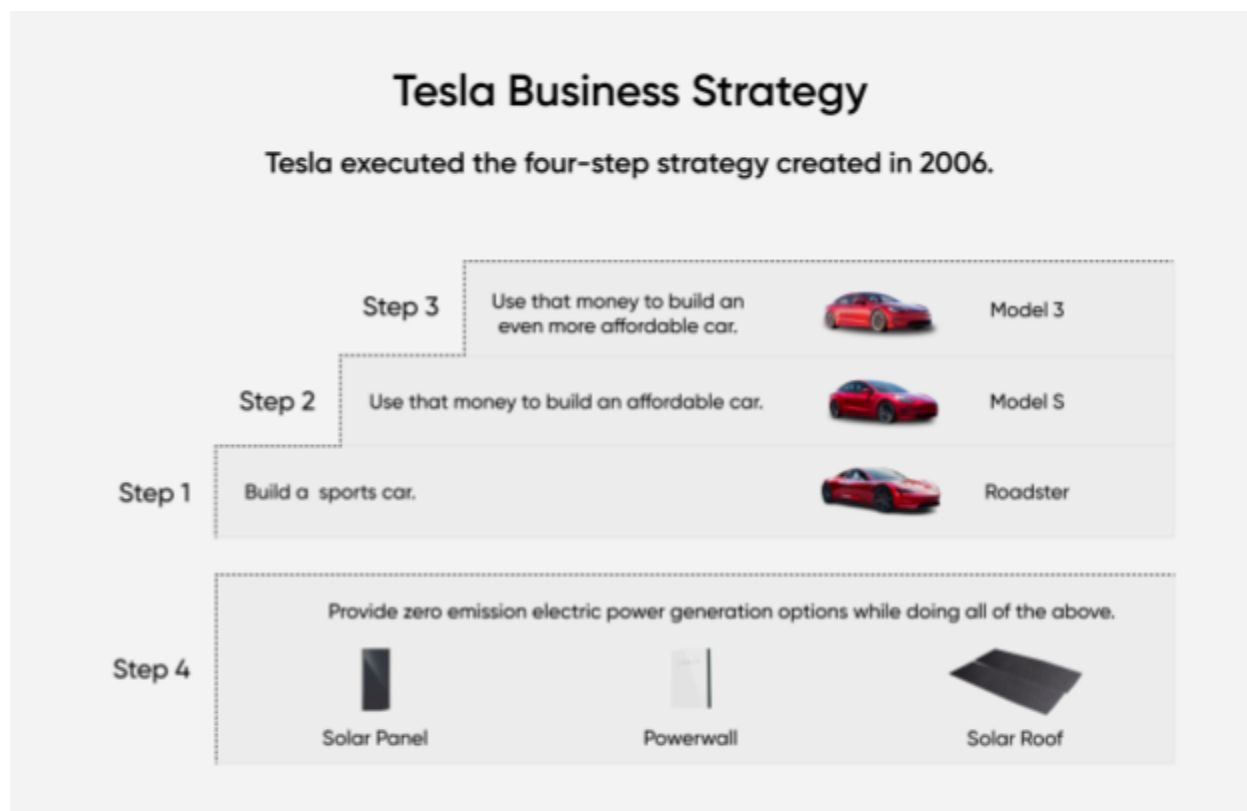 Tesla Business Strategy
Tesla executed the four-step strategy created in 2006.
Step 3
Use that money to build an
even more affordable car.
Model 3
Step 2
Use that money to build an affordable car.
Model S
Step 1
Build a sports car.
Roadster
Step 4
Provide zero emission electric power generation options while doing all of the above.
Solar Panel
Powerwall
Solar Roof